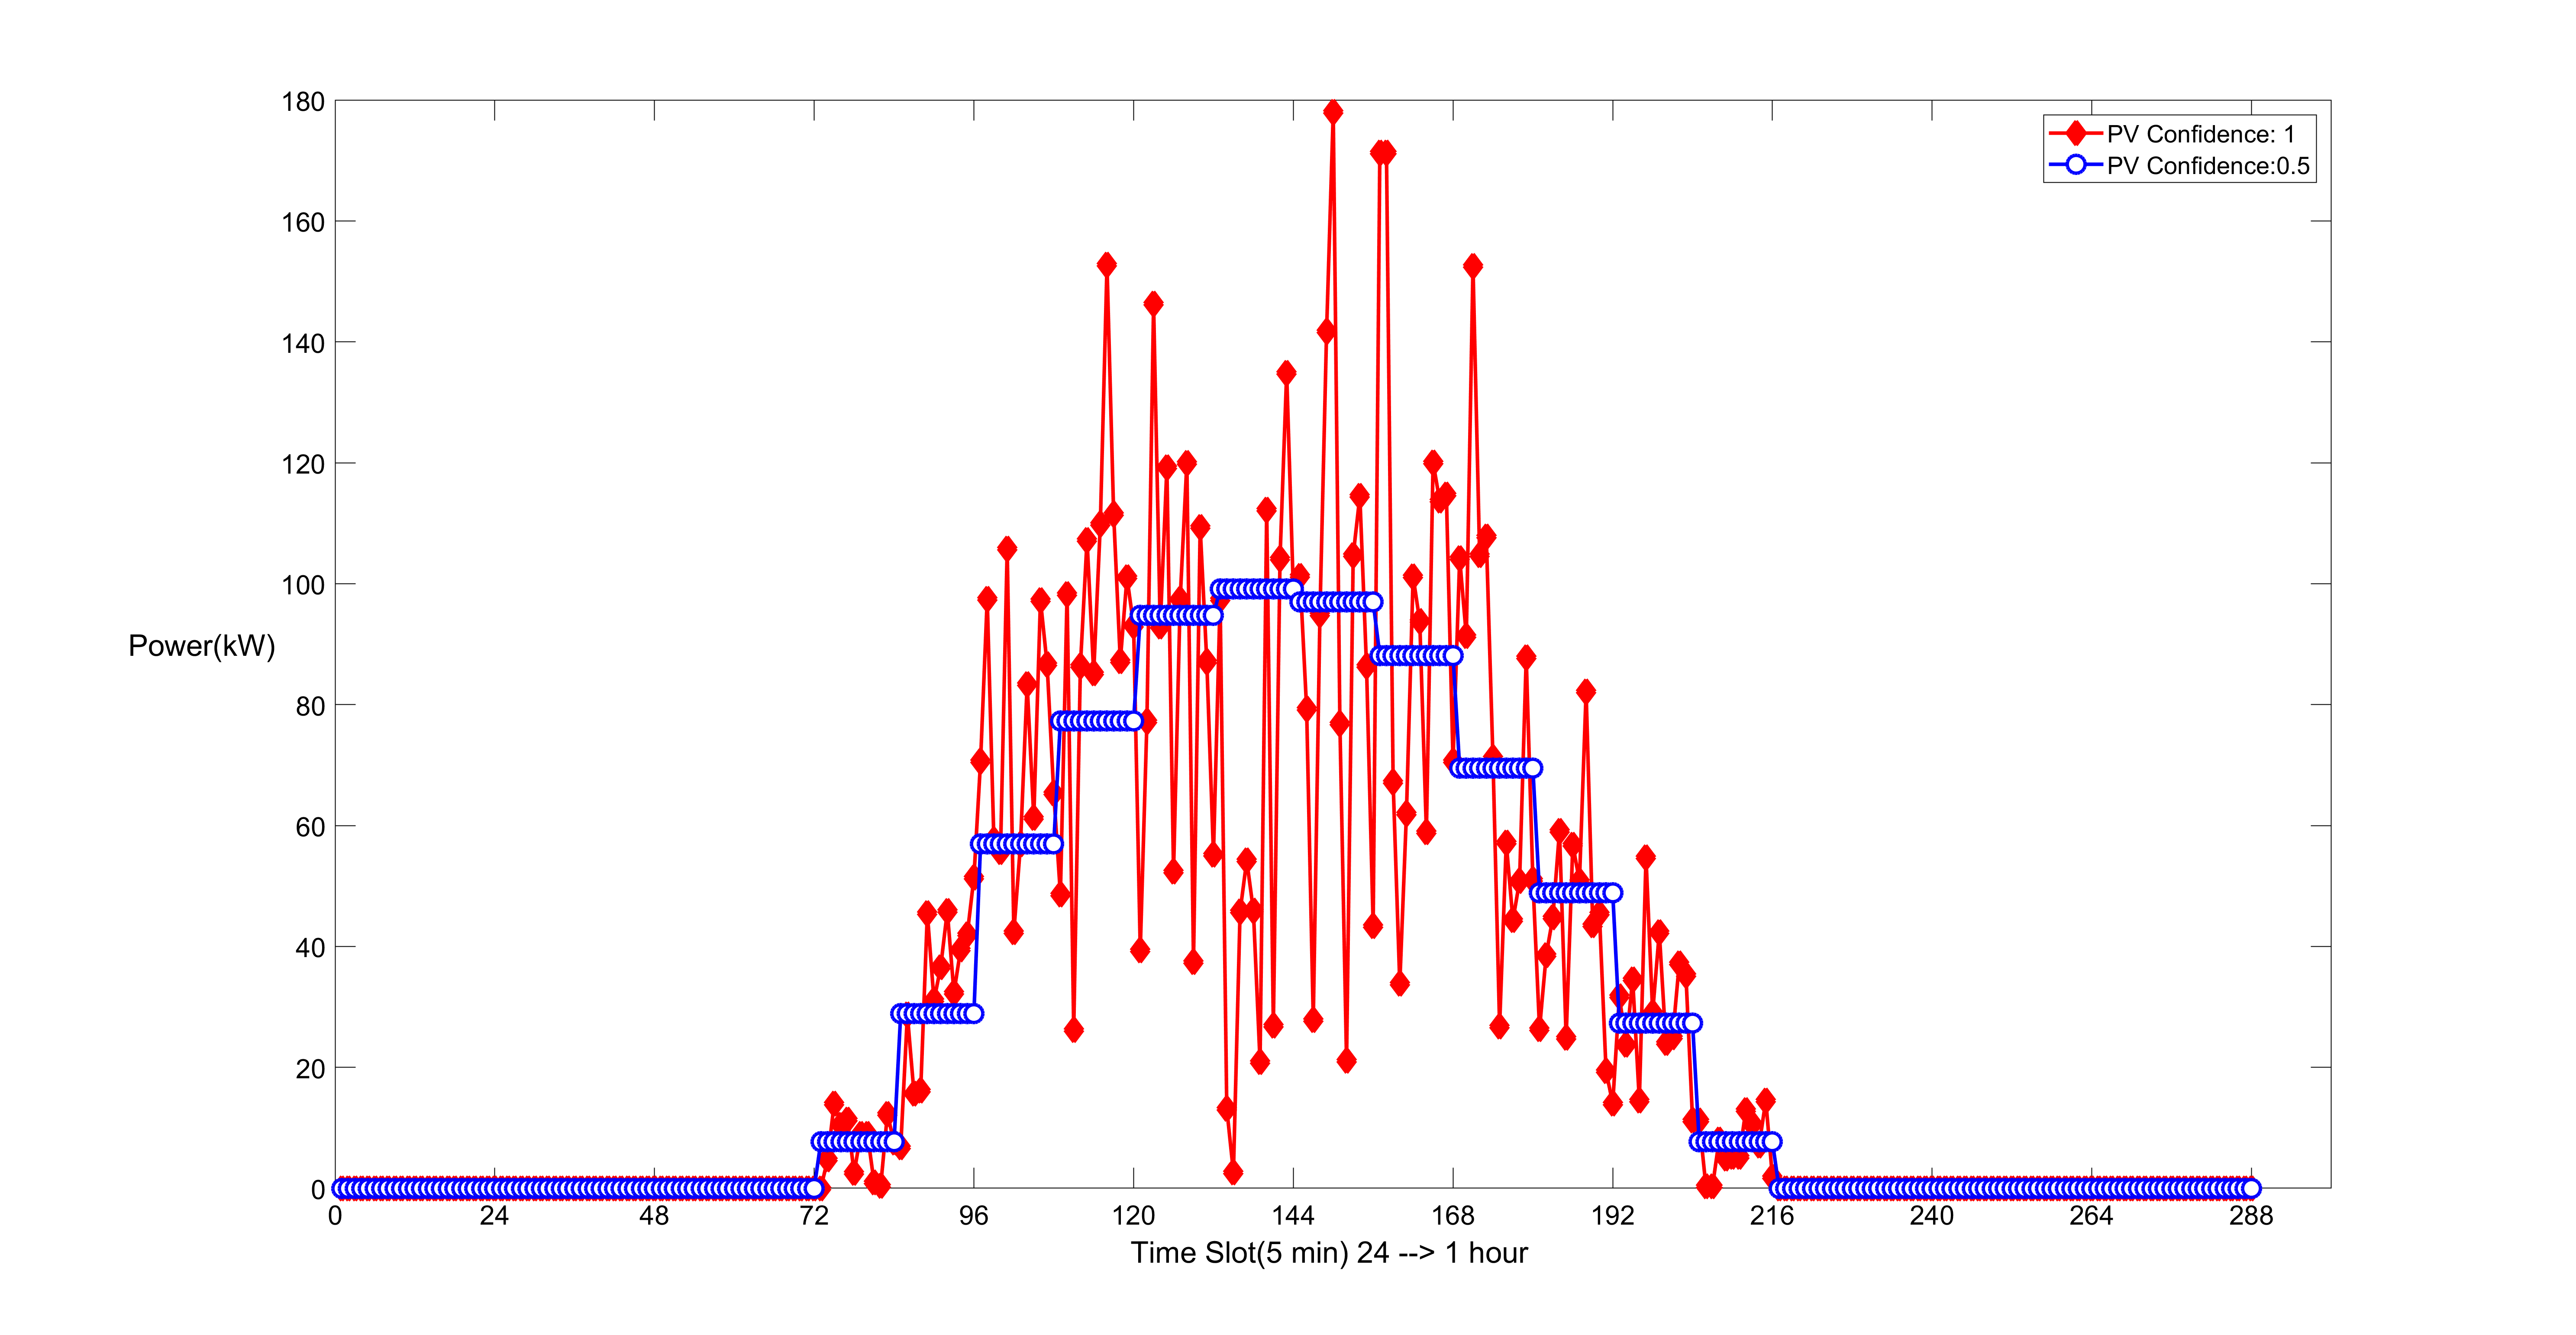 180
160
140
120
100
80
60
40
20
0
Power(kW)
PV Confidence: 1
PV Confidence:0.5
0 24 48 72 96 120 144 168 192 216 240 264 288
Time Slot(5 min) 24 --> 1 hour